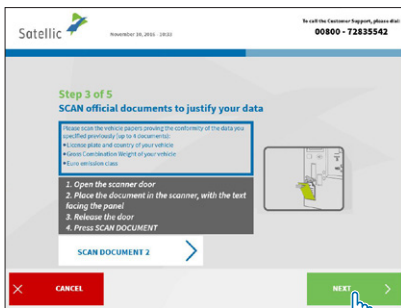 To call the Customer Support, please dial:
Satellic
November 16, 2016 - 19:22
00800 - 72835542
Step 3 of 5
SCAN official documents to justify your data
Please scan the vehicle papers proving the conformity of the data you
specified previously (up to 4 documents):
•License plate and country of your vehicle
•Gross Combination Weight of your vehicle
•Euro emission class
1. Open the scanner door
2. Place the document in the scanner, with the text
facing the panel
3. Release the door
4. Press SCAN DOCUMENT
SCAN DOCUMENT 2
CANCEL
NEXT